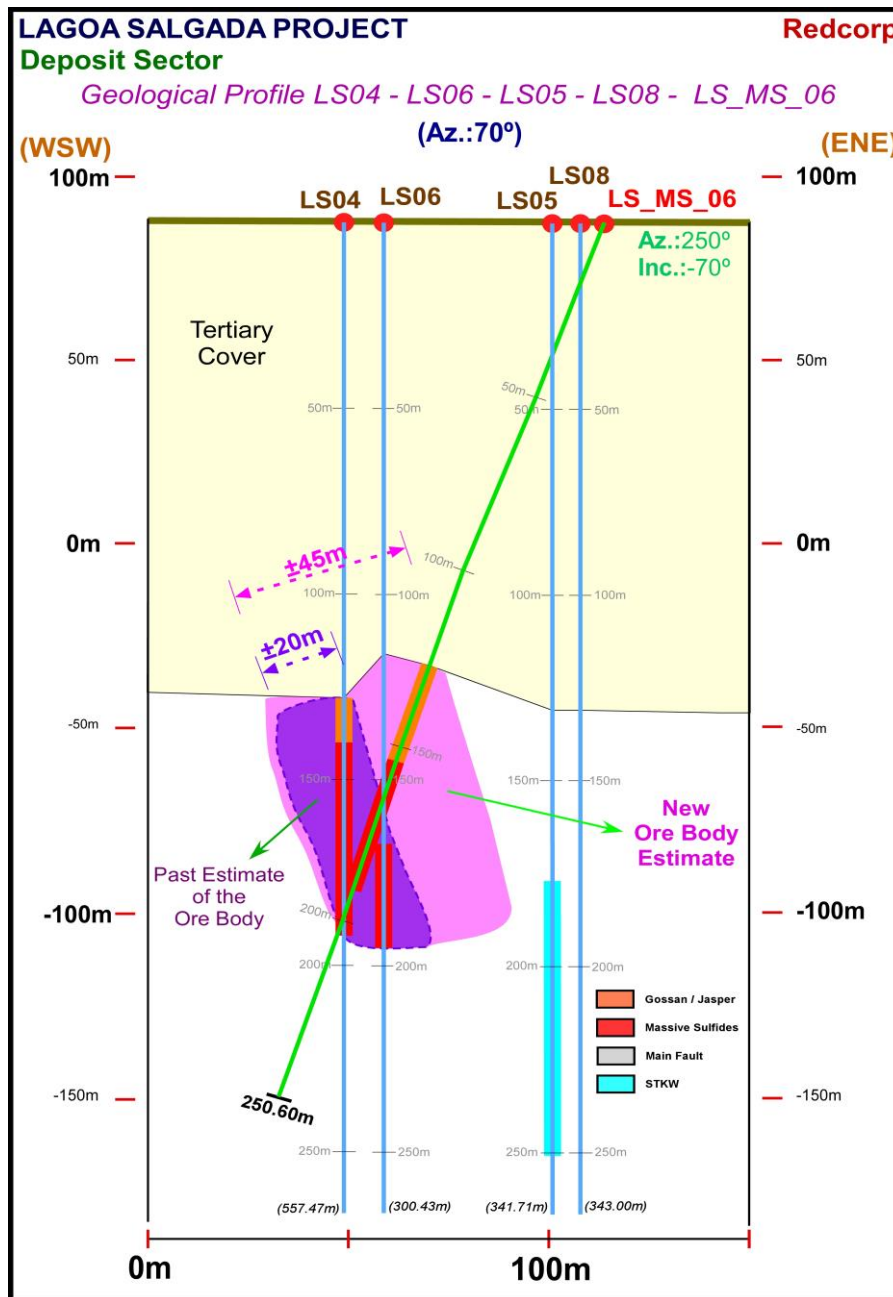 LAGOA SALGADA PROJECT
Redcorp
Deposit Sector
Geological Profile LS04 - LS06 - LS05 - LS08 - LS_MS_06
(Az.:70º)
(WSW)
(ENE)
100m
100m
LS04
LS06
LS05
LS08
LS_MS_06
Az.:250º
Inc.:-70º
Tertiary
Cover
50m
50m
50m
50m
50m
50m
50m
0m
0m
±45m
100m
100m
100m
100m
100m
±20m
-50m
-50m
150m
150m
150m
150m
150m
New
Ore Body
Estimate
Past Estimate
of the
Ore Body
-100m
-100m
200m
200m
200m
200m
Gossan / Jasper
Massive Sulfides
Main Fault
STKW
-150m
-150m
250.60m
250m
250m
250m
250m
(557.47m)
(300.43m)
(341.71m)
(343.00m)
0m
100m